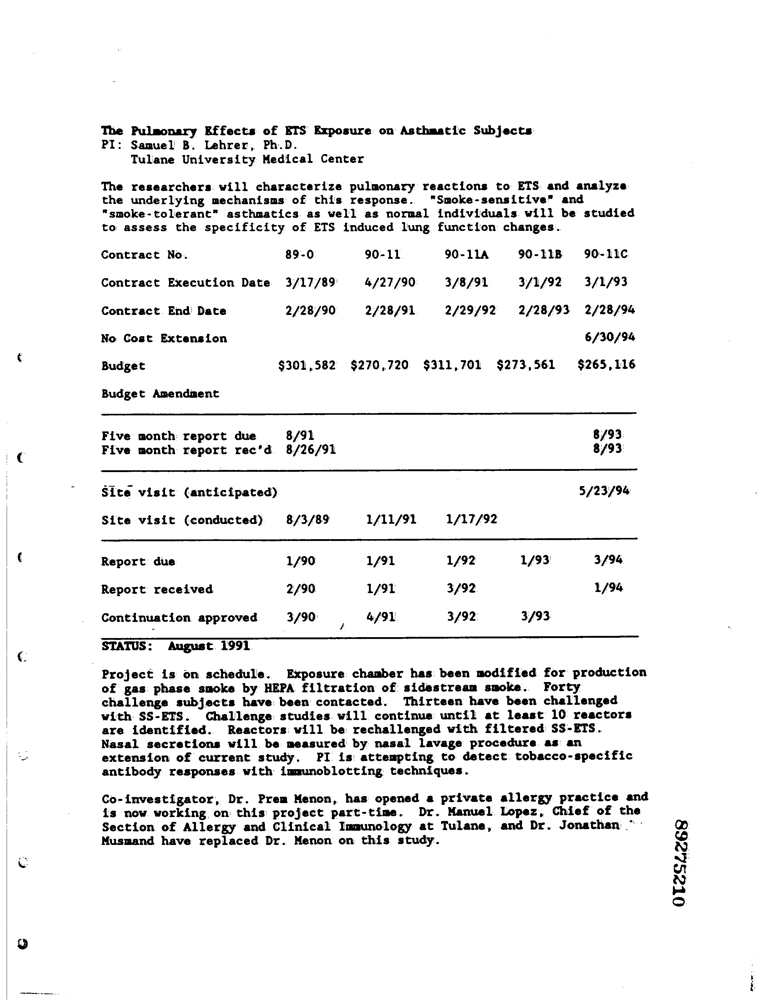 The Pulmonary Effects of ETS Exposure on Asthmatic Subjects
PI: Samuel B. Lehrer, Ph.D.
Tulane University Medical Center
The researchers will characterize pulmonary reactions to ETS and analyze
the underlying mechanisms of this response. "Smoke-sensitive" and
"smoke-tolerant" asthmatics as well as normal individuals will be studied
to assess the specificity of ETS induced lung function changes.
Contract No. 89-0 90-11 90-11A 90-11B 90-11C
Contract Execution Date 3/17/89 4/27/90 3/8/91 3/1/92 3/1/93
Contract End Date 2/28/90 2/28/91 2/29/92 2/28/93 2/28/94
No Cost Extension 6/30/94
Budget $301,582 $270,720 $311,701 $273,561 $265,116
Budget Amendment
Five month report due 8/91 8/93
Five month report rec'd 8/26/91 8/93
Site visit (anticipated) 5/23/94
Site visit (conducted) 8/3/89 1/11/91 1/17/92
Report due 1/90 1/91 1/92 1/93 3/94
Report received 2/90 1/91 3/92 1/94
Continuation approved 3/90 4/91 3/92 3/93
STATUS: August 1991
Project is on schedule. Exposure chamber has been modified for production
of gas phase smoke by HEPA filtration of sidestream smoke. Forty
challenge subjects have been contacted. Thirteen have been challenged
with SS-ETS. Challenge studies will continue until at least 10 reactors
are identified. Reactors will be rechallenged with filtered SS-ETS.
Nasal secretions will be measured by nasal lavage procedure as an
extension of current study. PI is attempting to detect tobacco-specific
antibody responses with immunoblotting techniques.
Co-investigator, Dr. Prem Menon, has opened a private allergy practice and
is now working on this project part-time. Dr. Manuel Lopez, Chief of the
Section of Allergy and Clinical Immunology at Tulane, and Dr. Jonathan
Musmand have replaced Dr. Menon on this study.
89275210